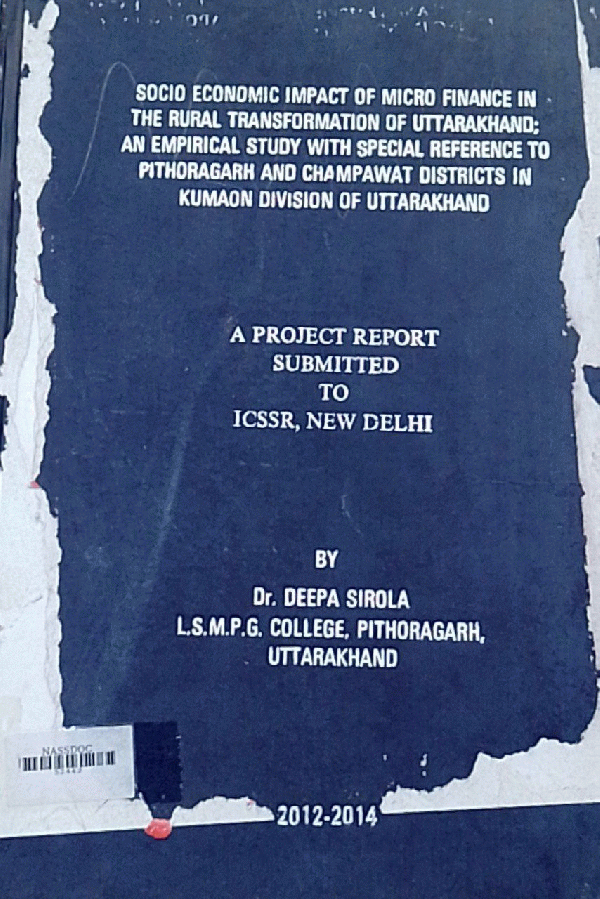 SOCIO ECONOMIC IMPACT OF MICRO FINANCE IN
THE RURAL TRANSFORMATION OF UTTARAKHAND:
AN EMPIRICAL STUDY WITH SPECIAL REFERENCE TO
PITHORAGARH AND CHAMPAWAT DISTRICTS IN
KUMAON DIVISION OF UTTARAKHAND
A PROJECT REPORT
SUBMITTED
TO
ICSSR, NEW DELHI
BY
Dr. DEEPA SIROLA
L.S.M.P.G. COLLEGE, PITHORAGARH,
UTTARAKHAND
NASSDOC
2012-2014